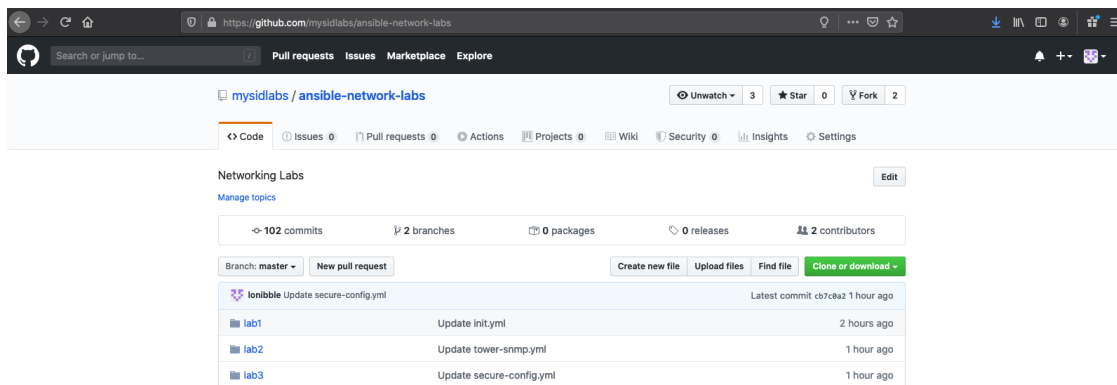 https://github.com/mysidlabs/ansible-network-labs
Search or jump to... / Pull requests Issues Marketplace Explore
mysidlabs / ansible-network-labs Unwatch 3 Star 0 Fork 2
Code Issues 0 Pull requests 0 Actions Projects 0 Wiki Security 0 Insights Settings
Networking Labs Edit
Manage topics
102 commits 2 branches 0 packages 0 releases 2 contributors
Branch: master New pull request Create new file Upload files Find file Clone or download
lonibble Update secure-config.yml Latest commit cb7c0a2 1 hour ago
lab1 Update init.yml 2 hours ago
lab2 Update tower-snmp.yml 1 hour ago
lab3 Update secure-config.yml 1 hour ago